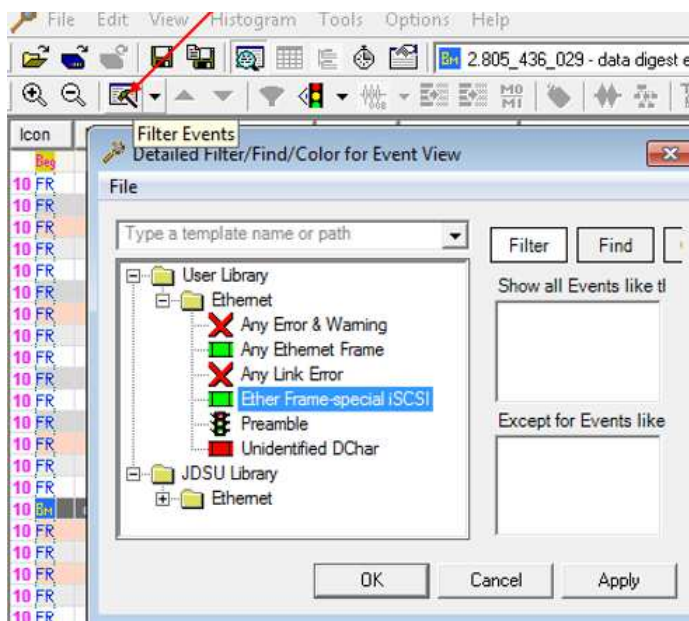 File Edit View Histogram Tools Options Help
BM 2.805_436_029 - data digest e
M0
MI
Icon
Filter Events
Beg
Detailed Filter/Find/Color for Event View
10 FR
File
10 FR
10 FR
Type a template name or path
Filter Find
10 FR
10 FR
User Library
Show all Events like tl
10 FR
Ethernet
10 FR
Any Error & Warning
10 FR
Any Ethernet Frame
10 FR
Any Link Error
10 FR
Ether Frame-special iSCSI
10 FR
Preamble
Except for Events like
10 FR
Unidentified DChar
10 FR
JDSU Library
10 FR
Ethernet
10 FR
10 BM
10 FR
10 FR
10 FR
OK Cancel Apply
10 FR
10 FR